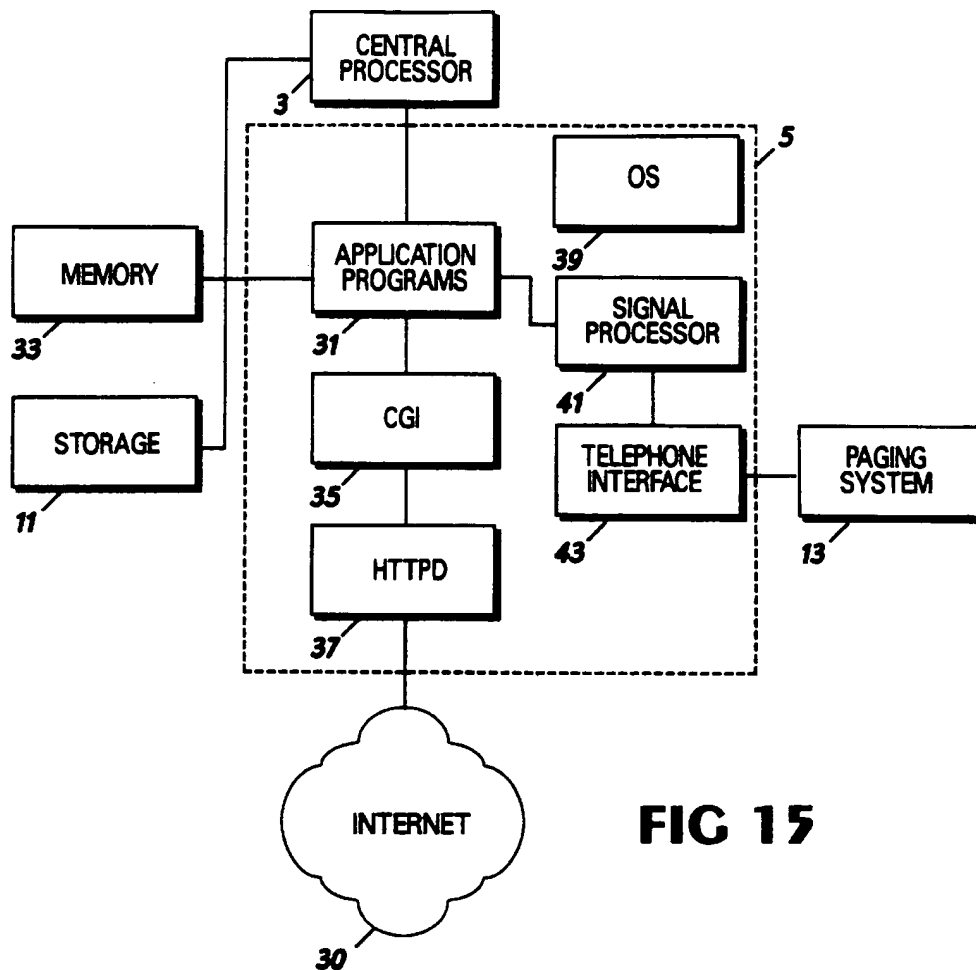 CENTRAL
PROCESSOR
3
5
OS
39
MEMORY
33
APPLICATION
PROGRAMS
31
SIGNAL
PROCESSOR
41
STORAGE
11
CGI
35
TELEPHONE
INTERFACE
43
PAGING
SYSTEM
13
HTTPD
37
INTERNET
30
FIG 15